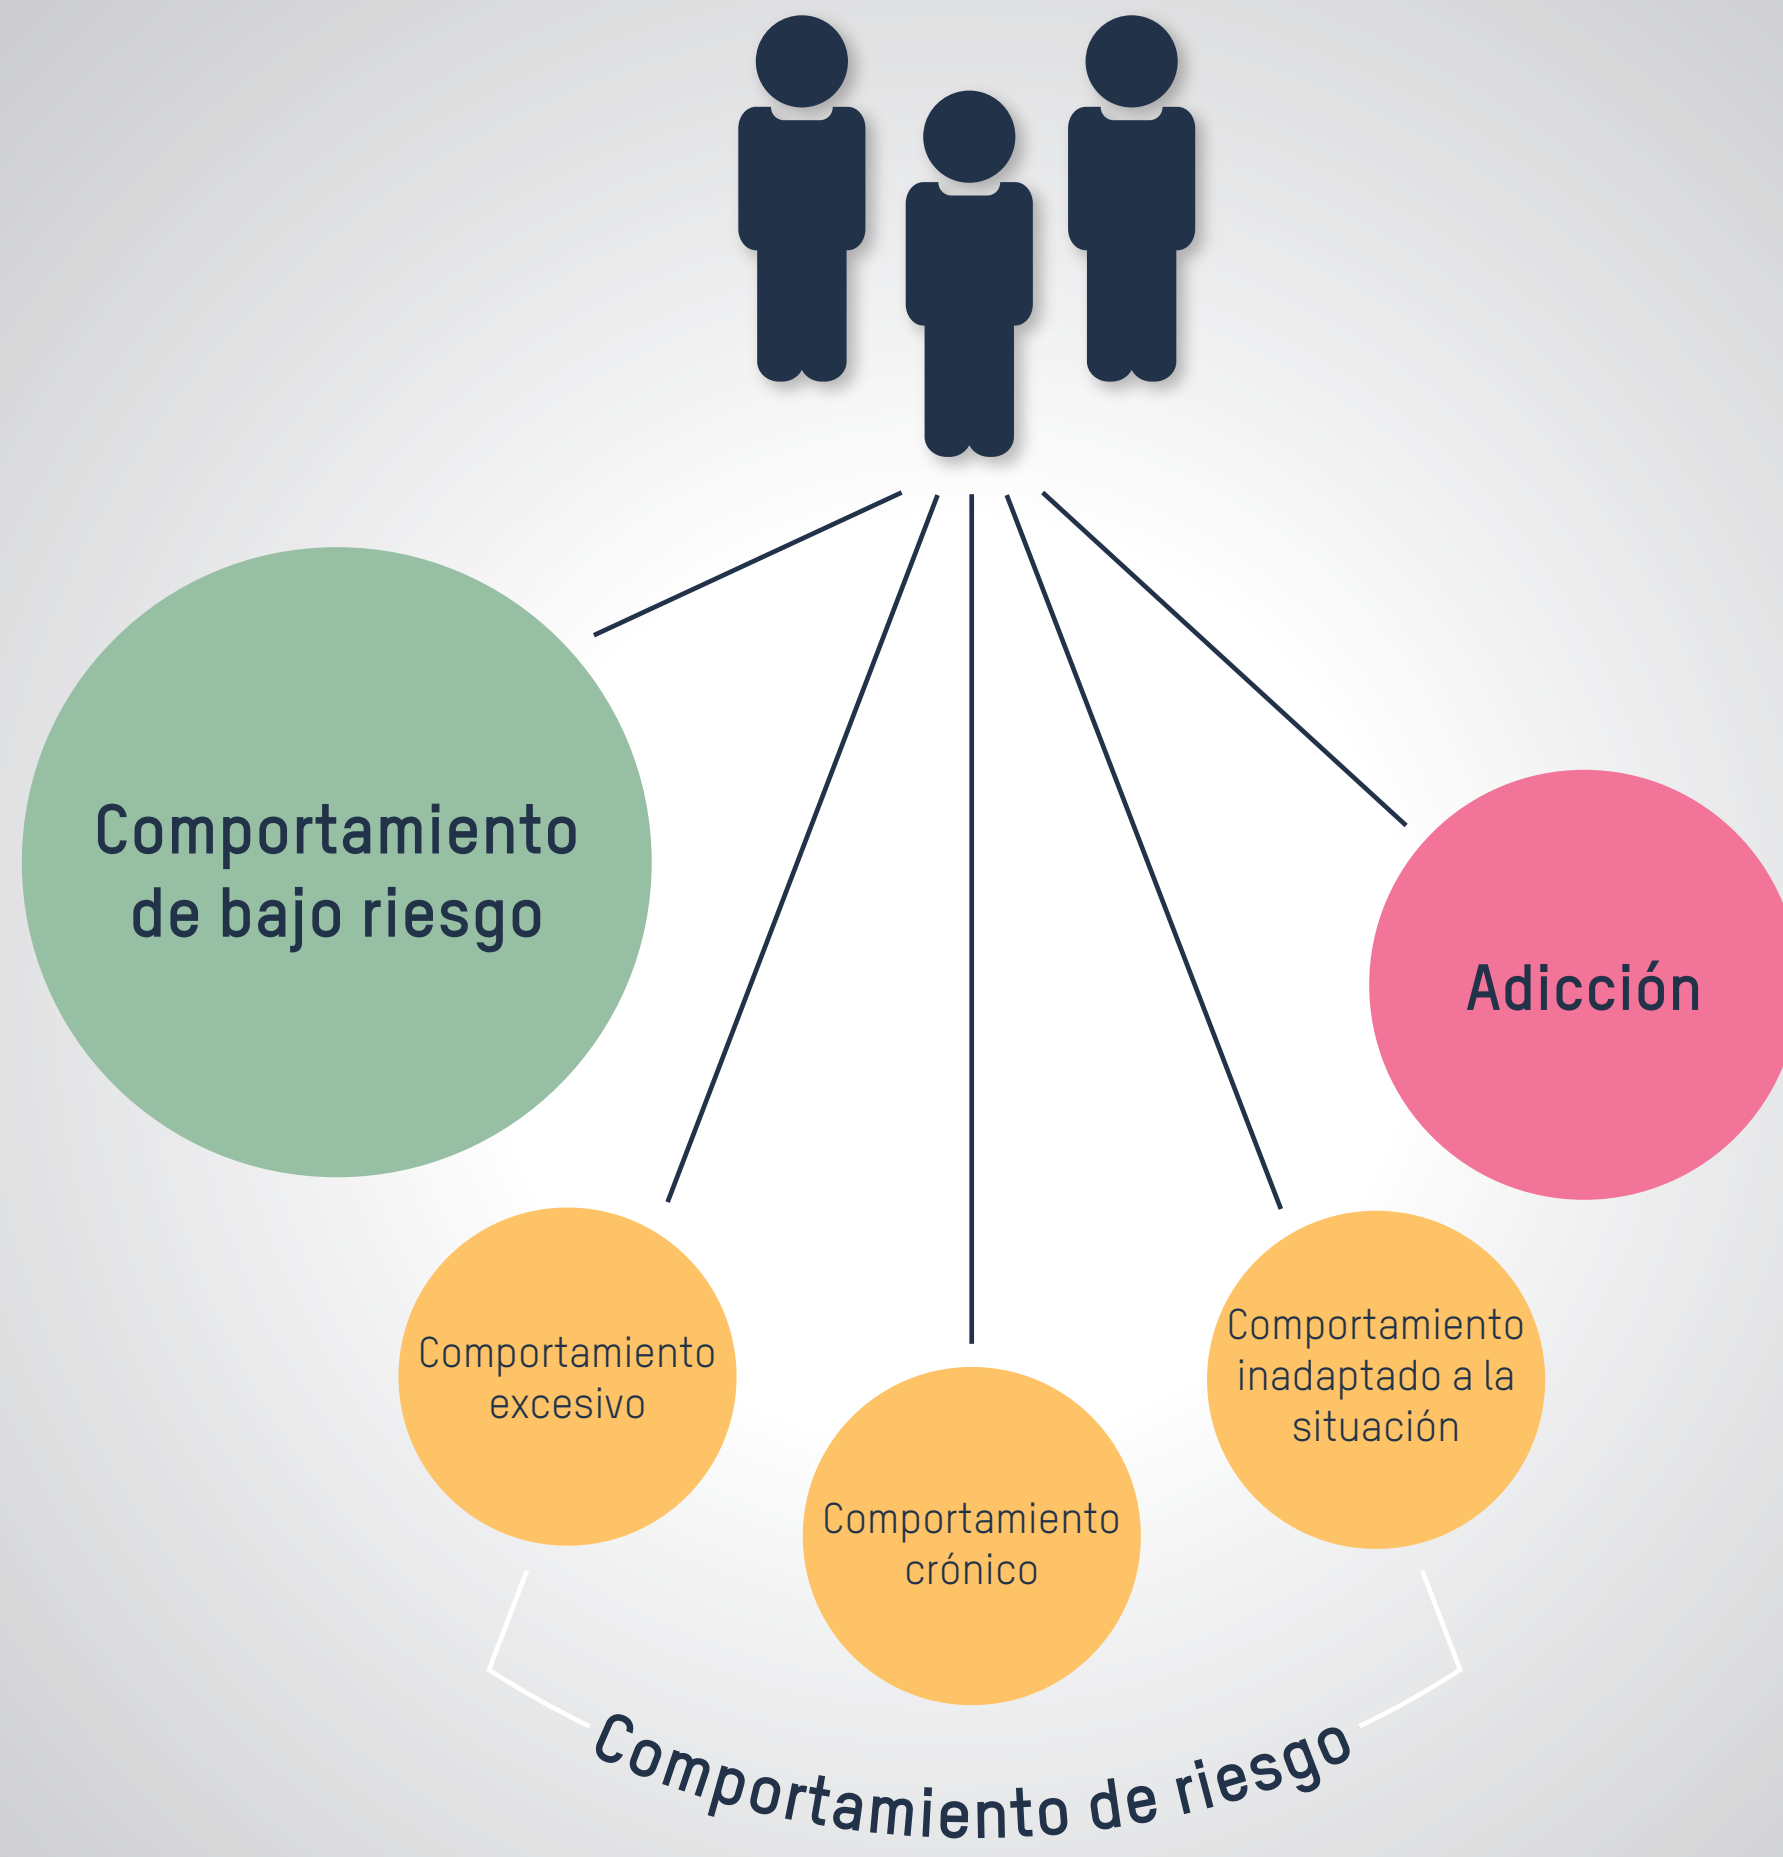 Comportamiento
de bajo riesgo
Adicción
Comportamiento
excesivo
Comportamiento
crónico
Comportamiento
inadaptado a la
situación
Comportamiento de riesgo